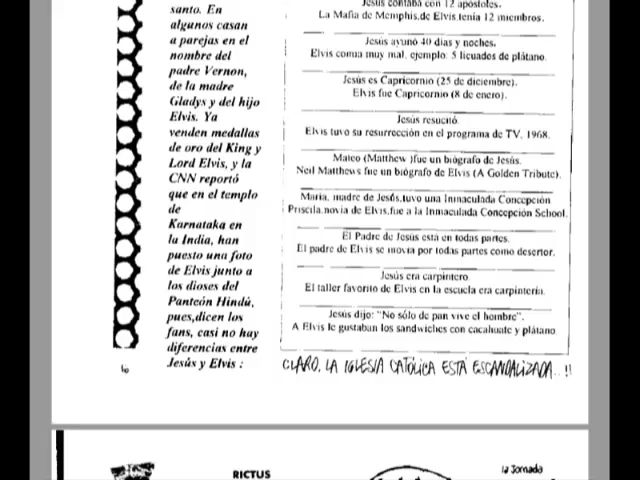 santo. En
algunos casan
a parejas en el
nombre del
padre Vernon,
de la madre
Gladys y del hijo
Elvis. Ya
venden medallas
de oro del King y
Lord Elvis, y la
CNN reportó
que en el templo
de
Karnataka en
la India, han
puesto una foto
de Elvis junto a
los dioses del
Panteón Hindú,
pues,dicen los
fans, casi no hay
diferencias entre
Jesús y Elvis :
Jesús contaba con 12 apóstoles.
La Mafia de Memphis,de Elvis,tenía 12 miembros.
Jesús ayunó 40 días y noches.
Elvis comía muy mal, ejemplo: 5 licuados de plátano.
Jesús es Capricornio (25 de diciembre).
Elvis fue Capricornio (8 de enero).
Jesús resucitó.
Elvis tuvo su resurrección en el programa de TV, 1968.
Mateo (Matthew )fue un biógrafo de Jesús.
Neil Matthews fue un biógrafo de Elvis (A Golden Tribute).
María, madre de Jesús,tuvo una Inmaculada Concepción
Priscila,novia de Elvis,fue a la Inmaculada Concepción School.
El Padre de Jesús está en todas partes.
El padre de Elvis se movía por todas partes como desertor.
Jesús era carpintero.
El taller favorito de Elvis en la escuela era carpintería.
Jesús dijo: "No sólo de pan vive el hombre".
A Elvis le gustaban los sandwiches con cacahuate y plátano.
CLARO, LA IGLESIA CATÓLICA ESTÁ ESCANDALIZADA..!!
6
RICTUS
la Jornada